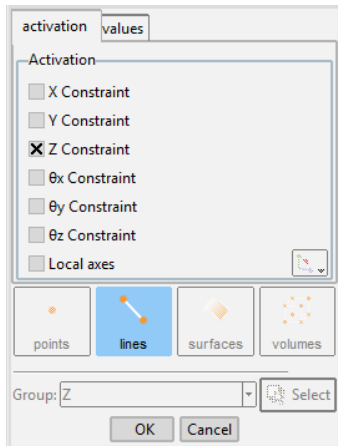 activation values
Activation
X Constraint
Y Constraint
Z Constraint
θx Constraint
θy Constraint
θz Constraint
Local axes
points lines surfaces volumes
Group: Z Select
OK Cancel